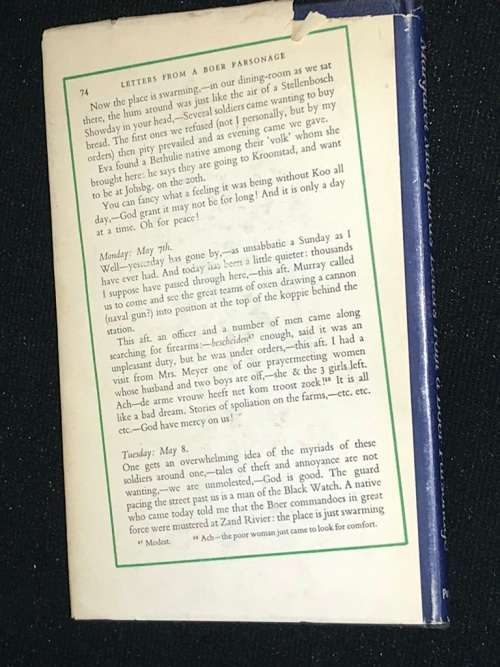 74 LETTERS FROM A BOER PARSONAGE
Now the place is swarming,—in our dining-room as we sat
there, the hum around was just like the air of a Stellenbosch
Showday in your head,—Several soldiers came wanting to buy
bread. The first ones we refused (not I personally, but by my
orders) then pity prevailed and as evening came we gave.
Eva found a Bethulie native among their 'volk' whom she
brought here: he says they are going to Kroonstad, and want
to be at Johsbg. on the 20th.
You can fancy what a feeling it was being without Koo all
day,—God grant it may not be for long! And it is only a day
at a time. Oh for peace!
Monday: May 7th.
Well—yesterday has gone by,—as unsabbatic a Sunday as I
have ever had. And today has been a little quieter: thousands
I suppose have passed through here,—this aft. Murray called
us to come and see the great teams of oxen drawing a cannon
(naval gun?) into position at the top of the koppie behind the
station.
This aft. an officer and a number of men came along
searching for firearms:—bescheiden⁴⁷ enough, said it was an
unpleasant duty, but he was under orders,—this aft. I had a
visit from Mrs. Meyer one of our prayermeeting women
whose husband and two boys are off,—she & the 3 girls left.
Ach—de arme vrouw heeft net kom troost zoek!⁴⁸ It is all
like a bad dream. Stories of spoliation on the farms,—etc. etc.
etc.—God have mercy on us!
Tuesday: May 8.
One gets an overwhelming idea of the myriads of these
soldiers around one,—tales of theft and annoyance are not
wanting,—we are unmolested,—God is good. The guard
pacing the street past us is a man of the Black Watch. A native
who came today told me that the Boer commandoes in great
force were mustered at Zand Rivier: the place is just swarming
⁴⁷ Modest. ⁴⁸ Ach—the poor woman just came to look for comfort.